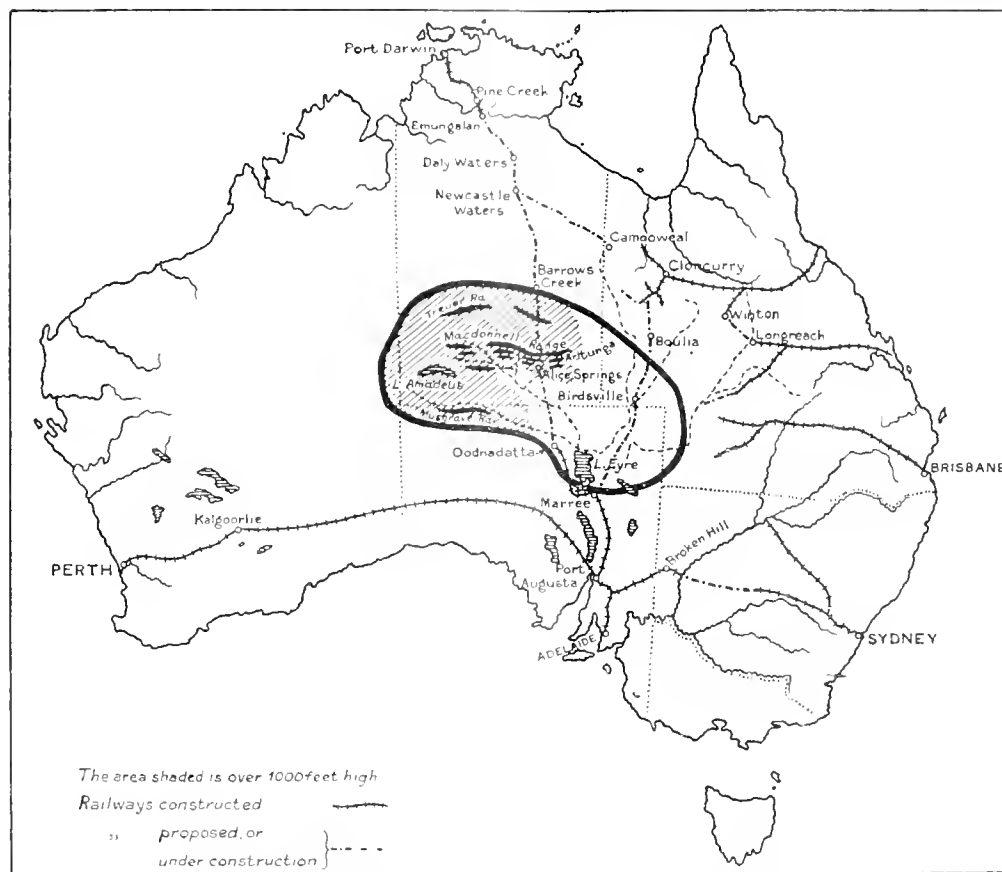 Port Darwin
Pine Creek
Emungalan
Daly Waters
Newcastle
Waters
Camooweal
Cloncurry
Barrows
Creek
Winton
Longreach
Boulia
Treuer Ra.
Macdonnell Range
Arltunga
Alice Springs
L. Amadeus
Birdsville
Musgrave Ra.
Oodnadatta
L. Eyre
Marree
BRISBANE
Kalgoorlie
Broken Hill
PERTH
Port
Augusta
ADELAIDE
SYDNEY
The area shaded is over 1000 feet high
Railways constructed
„ proposed, or
under construction